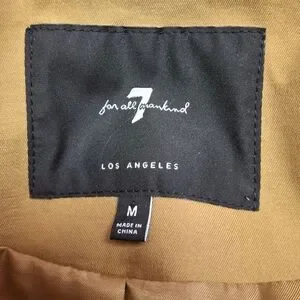 7
for all mankind
LOS ANGELES
M
MADE IN
CHINA